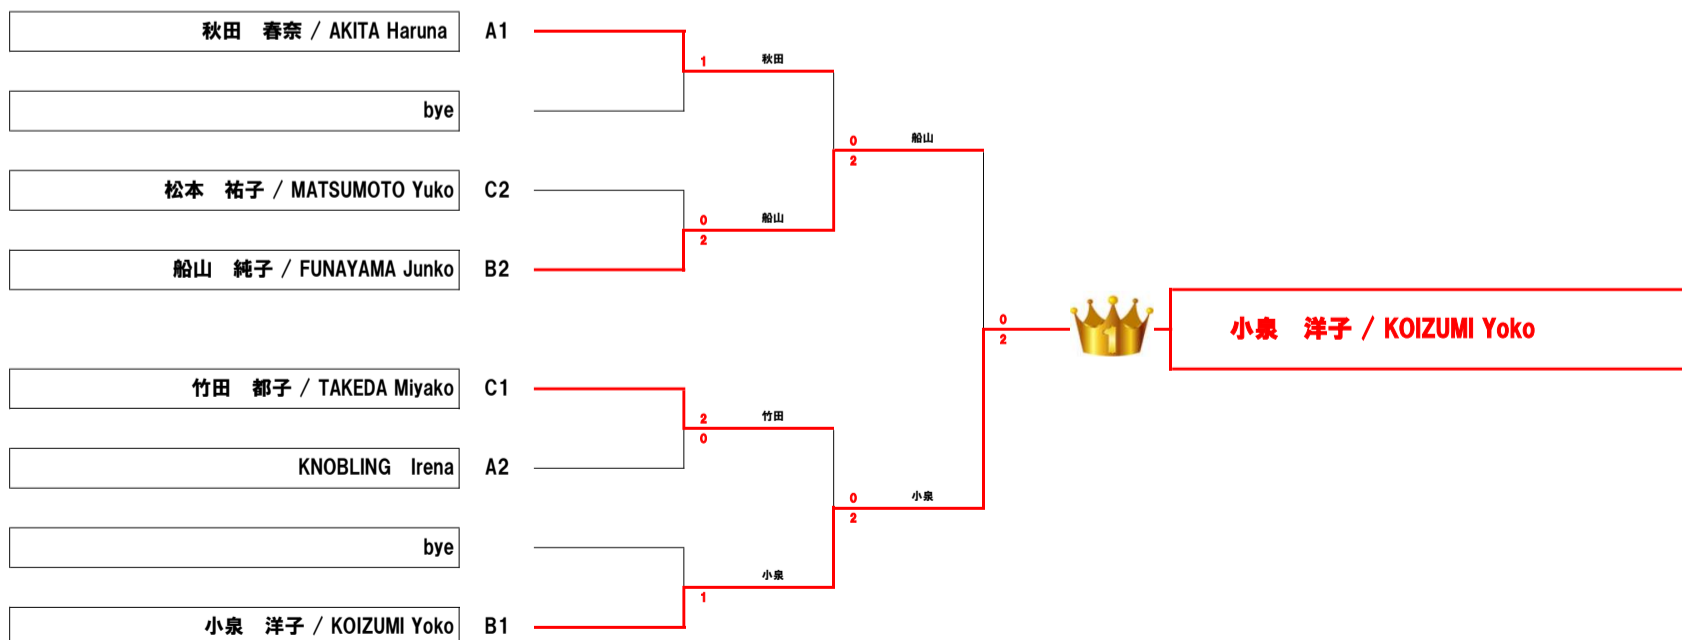 秋田　春奈 / AKITA Haruna A1
1 秋田
bye
0 船山
2
松本　祐子 / MATSUMOTO Yuko C2
0 船山
2
船山　純子 / FUNAYAMA Junko B2
0
2
1
小泉　洋子 / KOIZUMI Yoko
竹田　都子 / TAKEDA Miyako C1
2 竹田
0
KNOBLING　Irena A2
0 小泉
2
bye
小泉
1
小泉　洋子 / KOIZUMI Yoko B1